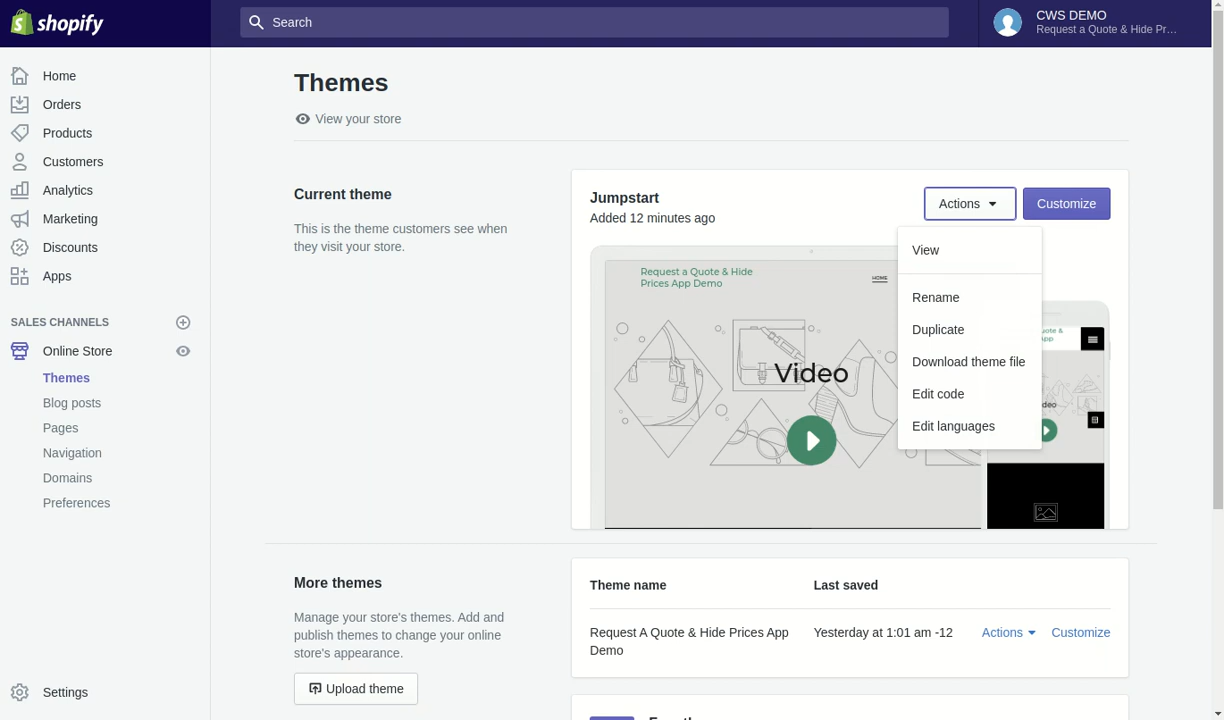 shopify
Search
CWS DEMO
Request a Quote & Hide Pr…
Home
Orders
Products
Customers
Analytics
Marketing
Discounts
Apps
SALES CHANNELS
Online Store
Themes
Blog posts
Pages
Navigation
Domains
Preferences
Settings
Themes
View your store
Current theme
This is the theme customers see when
they visit your store.
Jumpstart
Added 12 minutes ago
Actions
Customize
View
Rename
Duplicate
Download theme file
Edit code
Edit languages
Request a Quote & Hide
Prices App Demo
HOME
Video
More themes
Manage your store's themes. Add and
publish themes to change your online
store's appearance.
Upload theme
Theme name
Last saved
Request A Quote & Hide Prices App
Demo
Yesterday at 1:01 am -12
Actions
Customize